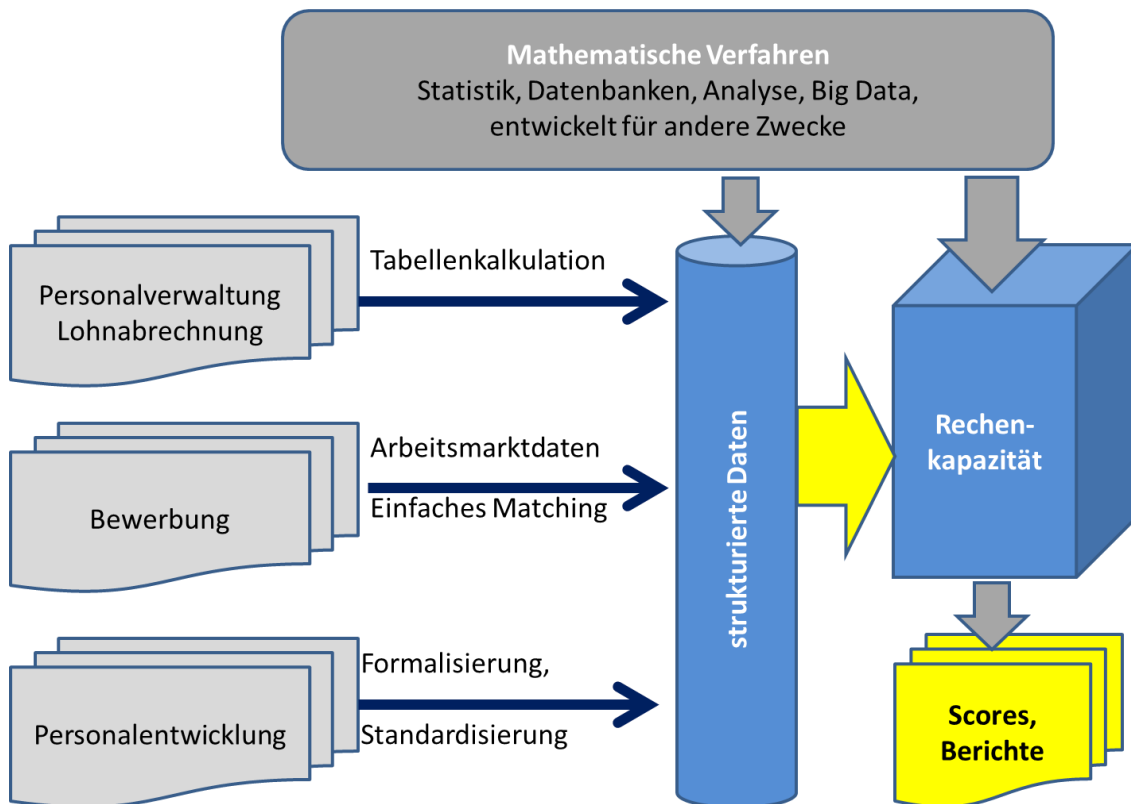 Mathematische Verfahren
Statistik, Datenbanken, Analyse, Big Data,
entwickelt für andere Zwecke
Personalverwaltung
Lohnabrechnung
Tabellenkalkulation
Bewerbung
Arbeitsmarktdaten
Einfaches Matching
Personalentwicklung
Formalisierung,
Standardisierung
strukturierte Daten
Rechen-
kapazität
Scores,
Berichte